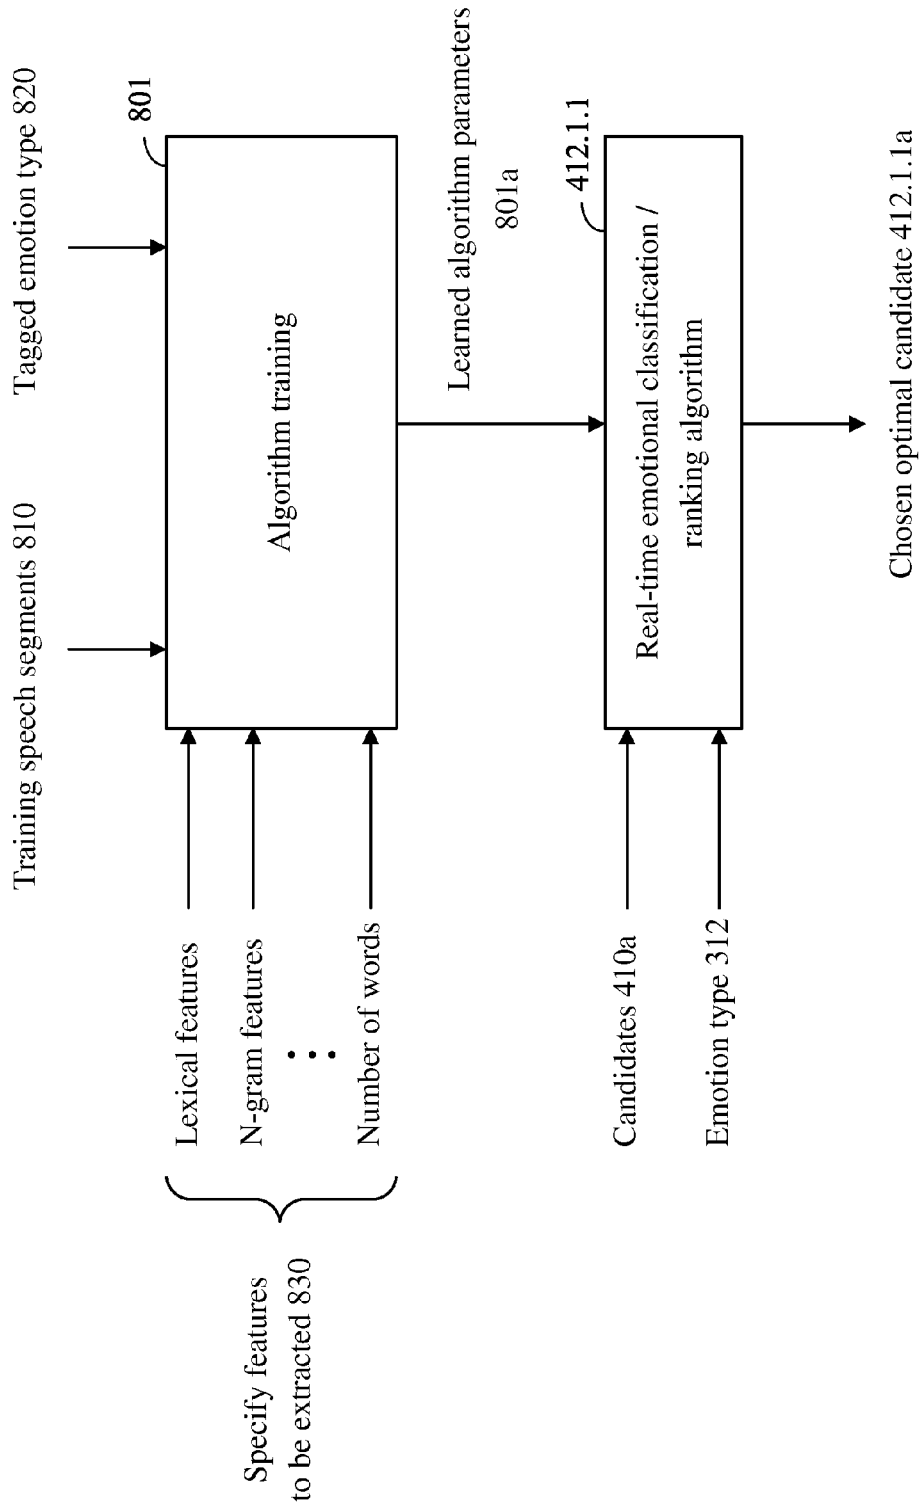 Training speech segments 810
Tagged emotion type 820
801
Specify features
to be extracted 830
Lexical features
N-gram features
Number of words
Algorithm training
Learned algorithm parameters
801a
412.1.1
Candidates 410a
Emotion type 312
Real-time emotional classification /
ranking algorithm
Chosen optimal candidate 412.1.1a